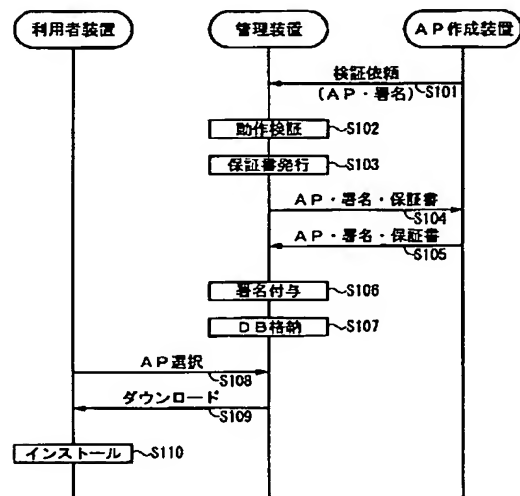 利用者装置
管理装置
AP作成装置
検証依頼
(AP・署名)
S101
動作検証
S102
保証書発行
S103
AP・署名・保証書
S104
AP・署名・保証書
S105
署名付与
S106
DB格納
S107
AP選択
S108
ダウンロード
S109
インストール
S110